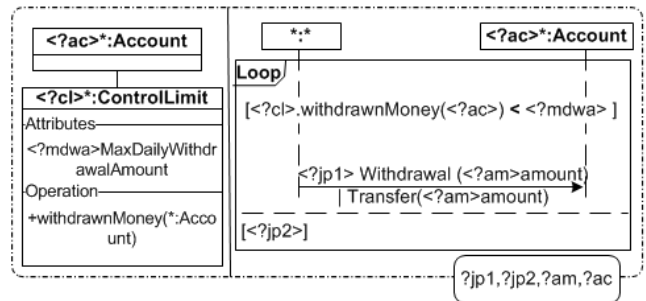 <?ac>*:Account
<?cl>*:ControlLimit
Attributes
<?mdwa>MaxDailyWithdr
awalAmount
Operation
+withdrawnMoney(*:Acco
unt)
*:*
<?ac>*:Account
Loop
[<?cl>.withdrawnMoney(<?ac>) < <?mdwa> ]
<?jp1> Withdrawal (<?am>amount)
| Transfer(<?am>amount)
[<?jp2>]
?jp1,?jp2,?am,?ac